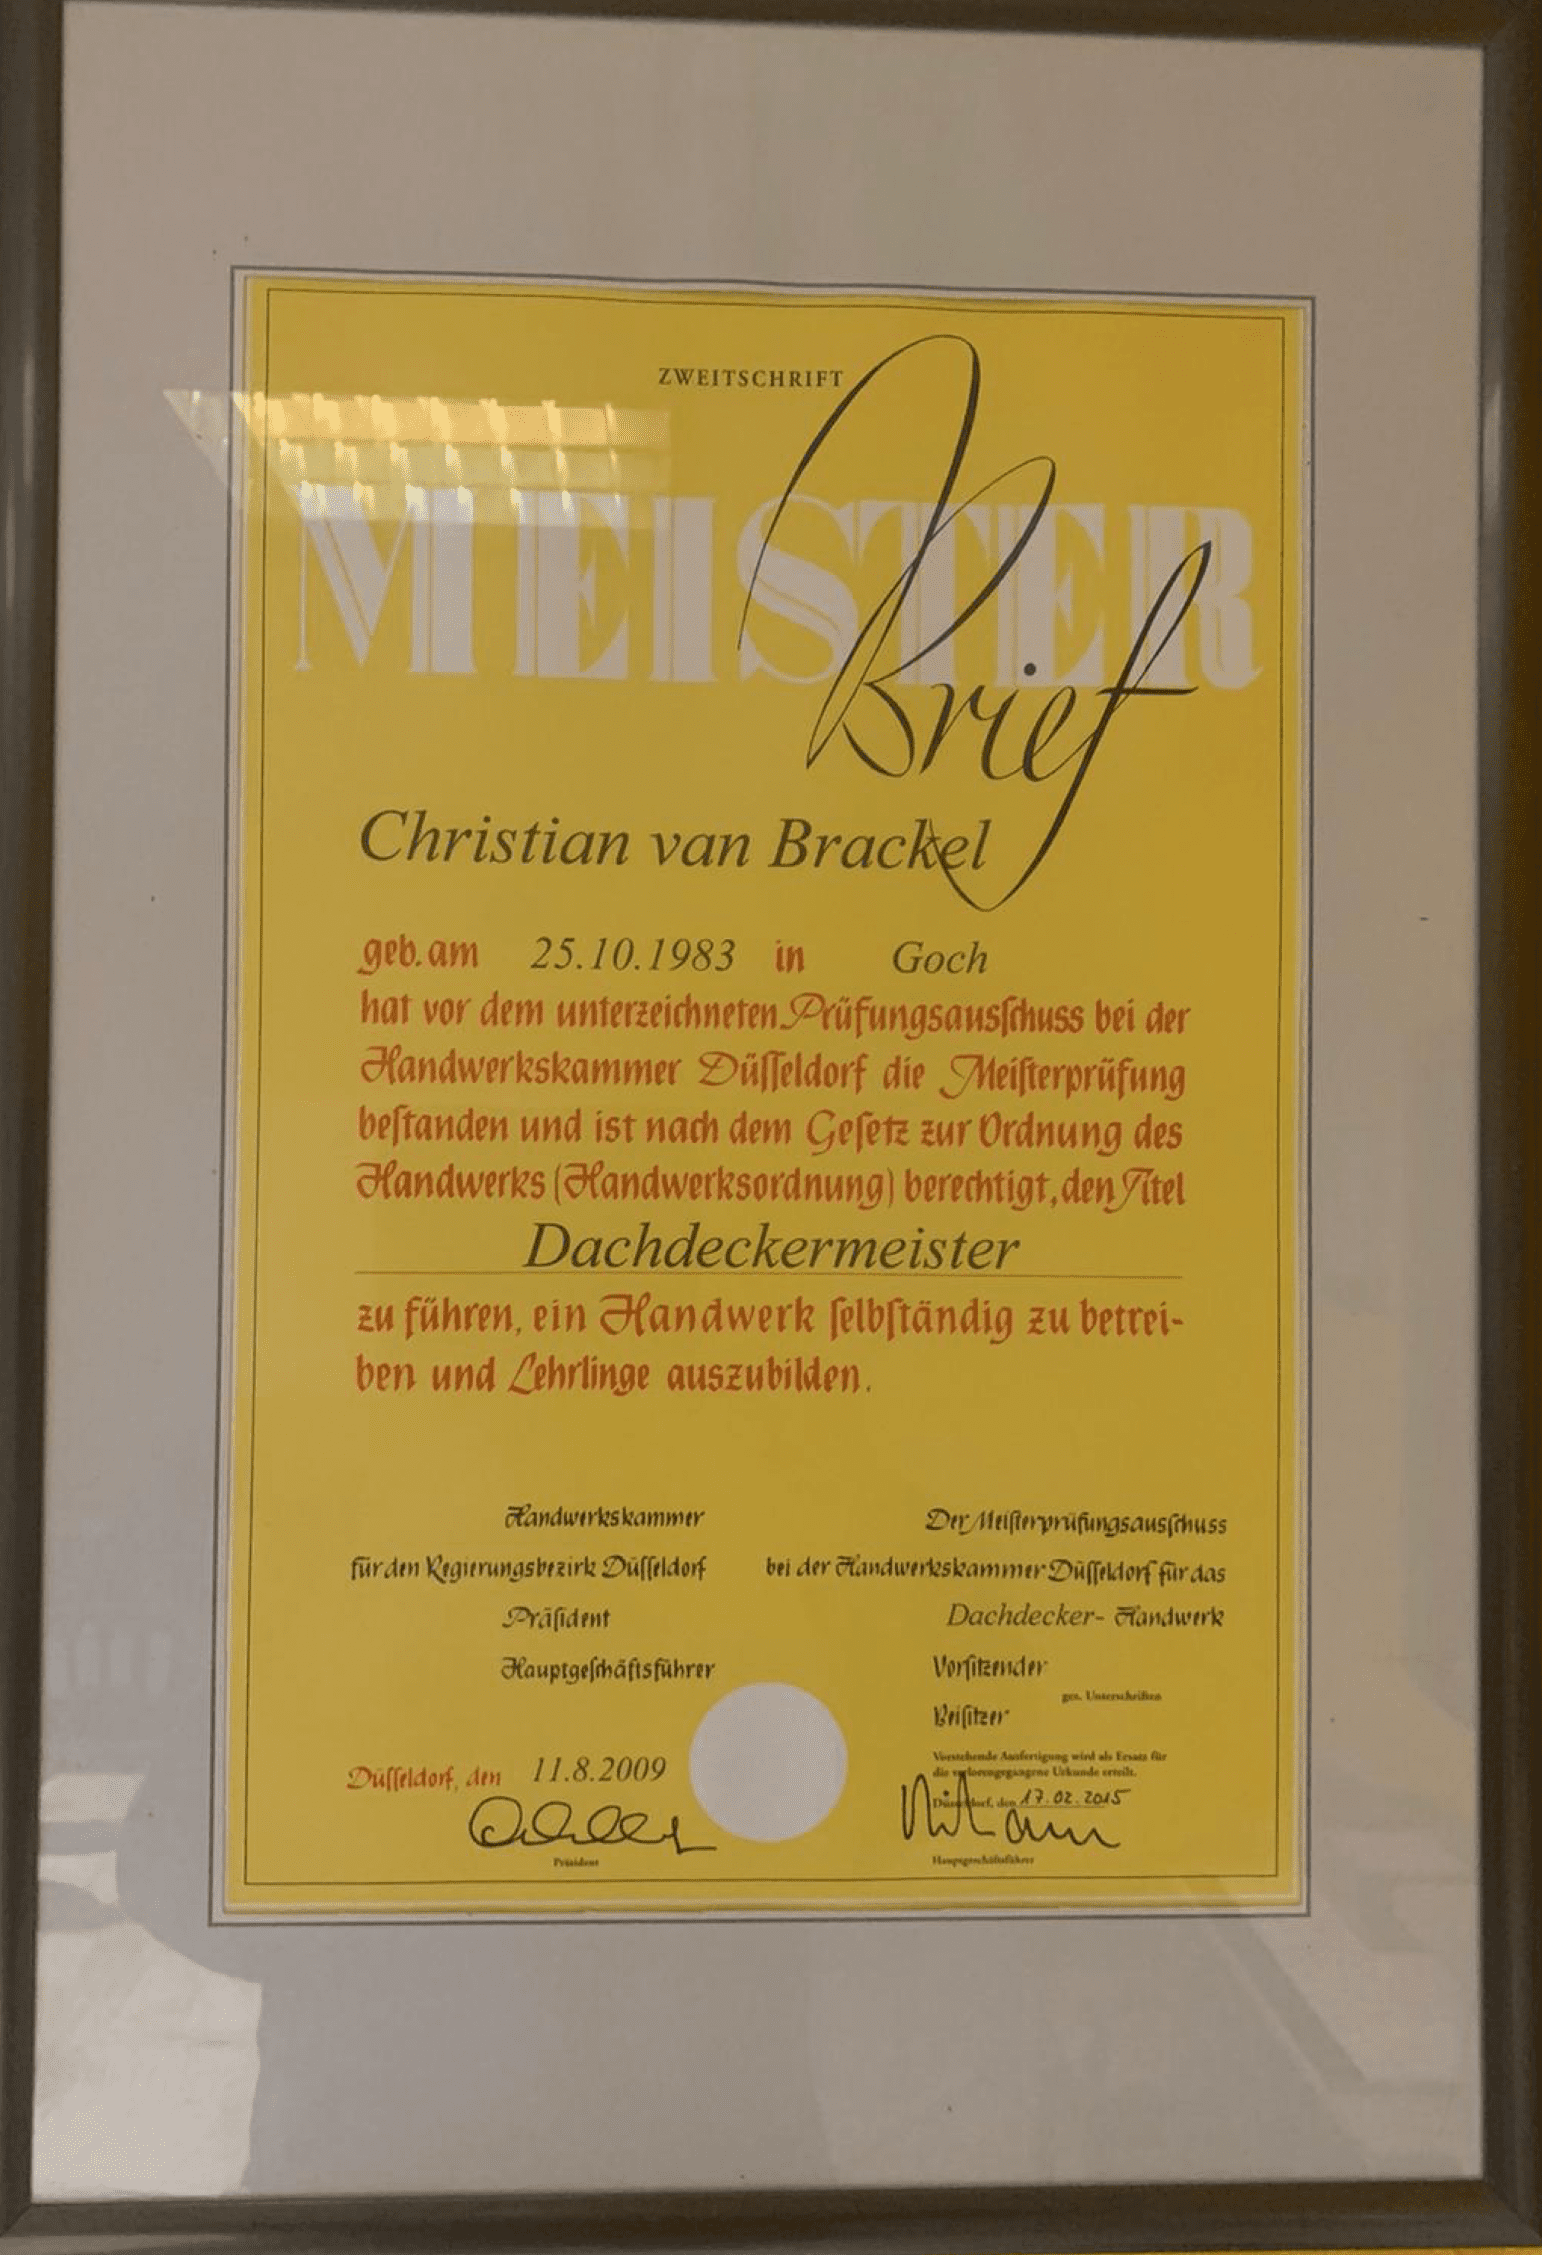 ZWEITSCHRIFT
MEISTER
Brief
Christian van Brackel
geb. am 25.10.1983 in Goch
hat vor dem unterzeichneten Prüfungsausſchuss bei der
Handwerkskammer Düſſeldorf die Meiſterprüfung
beſtanden und ist nach dem Geſetz zur Ordnung des
Handwerks (Handwerksordnung) berechtigt, den Titel
Dachdeckermeister
zu führen, ein Handwerk ſelbſtändig zu betrei-
ben und Lehrlinge auszubilden.
Handwerkskammer
für den Regierungsbezirk Düſſeldorf
Präſident
Hauptgeſchäftsführer
Düſſeldorf, den 11.8.2009
Präsident
Der Meiſterprüfungsausſchuss
bei der Handwerkskammer Düſſeldorf für das
Dachdecker- Handwerk
Vorſitzender
gez. Unterschriften
Beiſitzer
Vorstehende Ausfertigung wird als Ersatz für
die verlorengegangene Urkunde erteilt.
Düsseldorf, den 17.02.2015
Hauptgeschäftsführer